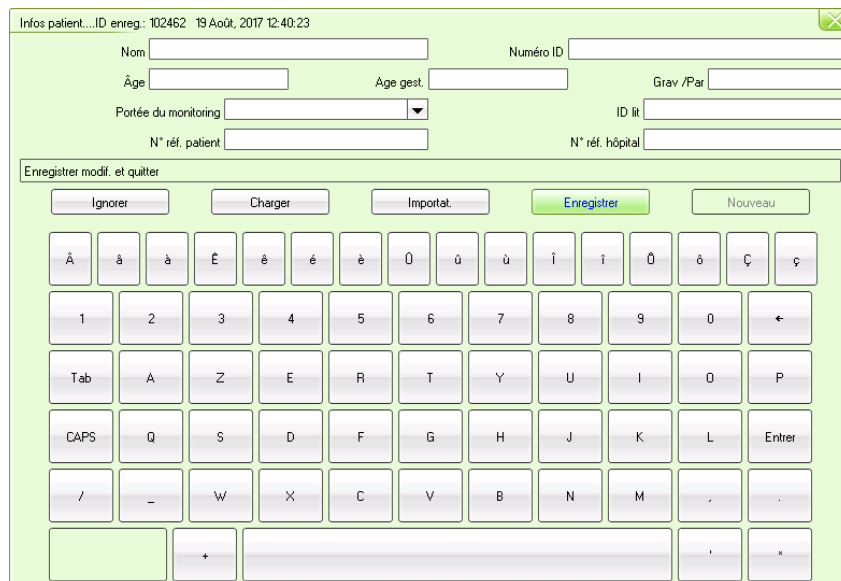 Infos patient....ID enreg.: 102462 19 Août, 2017 12:40:23
Nom Numéro ID
Âge Age gest. Grav /Par
Portée du monitoring ID lit
N° réf. patient N° réf. hôpital
Enregistrer modif. et quitter
Ignorer Charger Importat. Enregistrer Nouveau
Â â à Ê ê é è Û û ù Î î Ô ô Ç ç
1 2 3 4 5 6 7 8 9 0 ←
Tab A Z E R T Y U I O P
CAPS Q S D F G H J K L Entrer
/ _ W X C V B N M , .
+ ' "